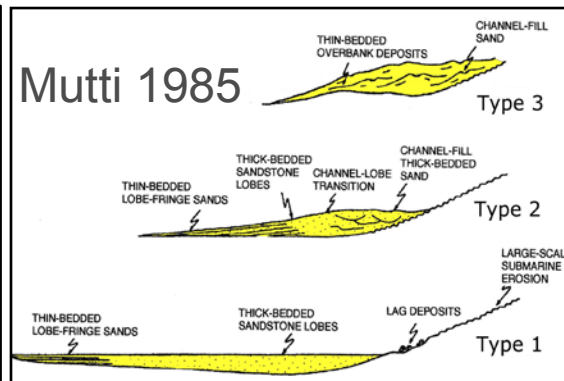 Mutti 1985
THIN-BEDDED
OVERBANK DEPOSITS
CHANNEL-FILL
SAND
Type 3
THIN-BEDDED
LOBE-FRINGE SANDS
THICK-BEDDED
SANDSTONE
LOBES
CHANNEL-LOBE
TRANSITION
CHANNEL-FILL
THICK-BEDDED
SAND
Type 2
THIN-BEDDED
LOBE-FRINGE SANDS
THICK-BEDDED
SANDSTONE LOBES
LAG DEPOSITS
LARGE-SCAL
SUBMARINE
EROSION
Type 1